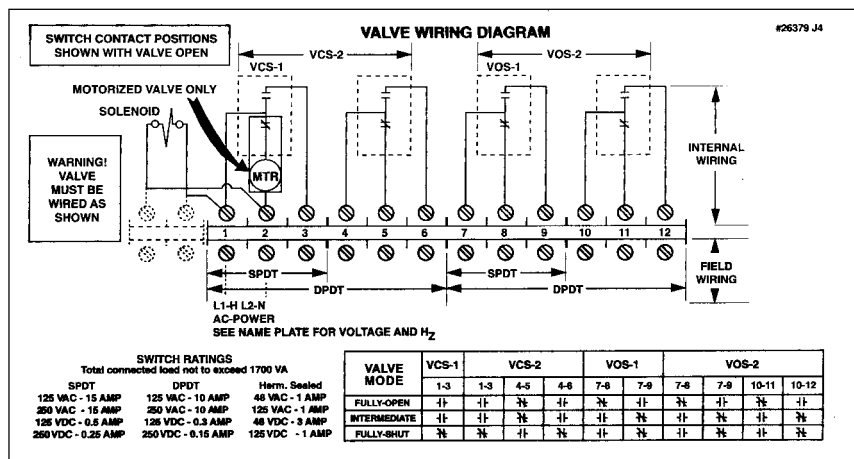 VALVE WIRING DIAGRAM
#26379 J4
SWITCH CONTACT POSITIONS
SHOWN WITH VALVE OPEN
VCS-2
VCS-1
VOS-2
VOS-1
MOTORIZED VALVE ONLY
SOLENOID
WARNING!
VALVE
MUST BE
WIRED AS
SHOWN
MTR
INTERNAL
WIRING
1 2 3 4 5 6 7 8 9 10 11 12
SPDT
SPDT
FIELD
WIRING
DPDT
DPDT
L1-H L2-N
AC-POWER
SEE NAME PLATE FOR VOLTAGE AND HZ
SWITCH RATINGS
Total connected load not to exceed 1700 VA
SPDT DPDT Herm. Sealed
125 VAC - 15 AMP 125 VAC - 10 AMP 48 VAC - 1 AMP
250 VAC - 15 AMP 250 VAC - 10 AMP 125 VAC - 1 AMP
125 VDC - 0.5 AMP 125 VDC - 0.3 AMP 48 VDC - 3 AMP
250 VDC - 0.25 AMP 250 VDC - 0.15 AMP 125 VDC - 1 AMP
VALVE
MODE
VCS-1 VCS-2 VOS-1 VOS-2
1-3 1-3 4-5 4-6 7-8 7-9 7-8 7-9 10-11 10-12
FULLY-OPEN
INTERMEDIATE
FULLY-SHUT